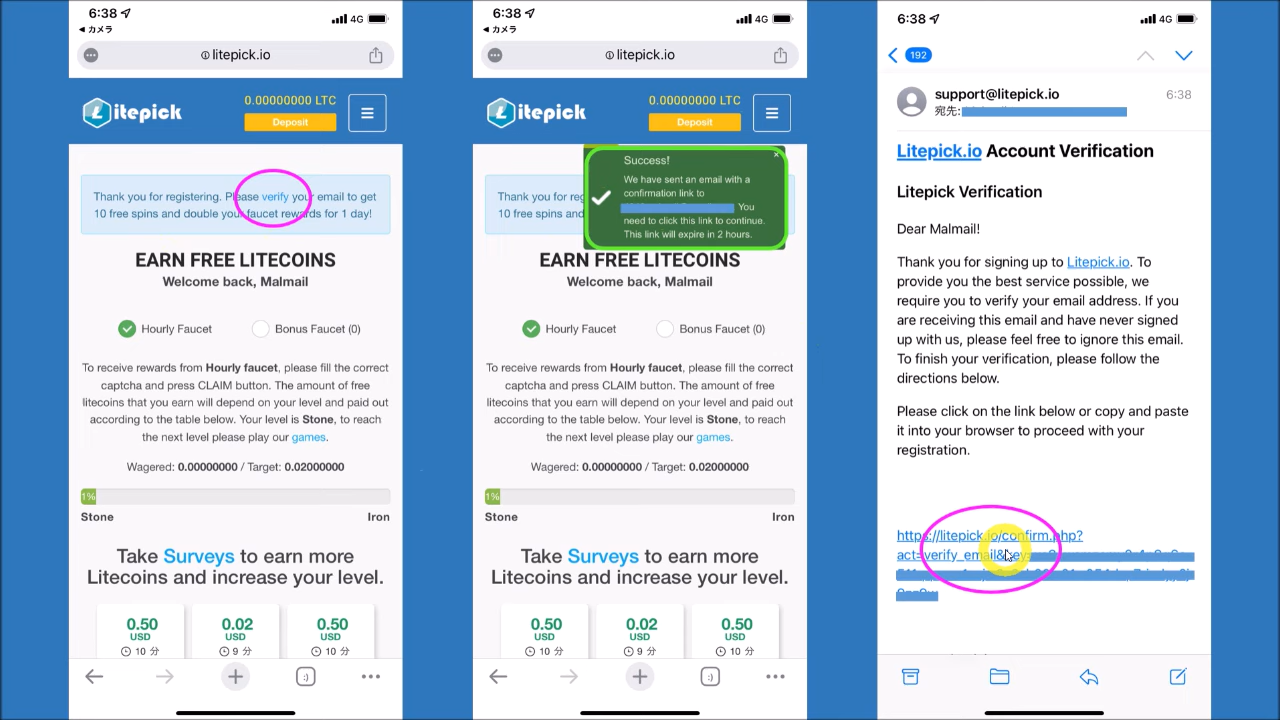 6:38
4G
カメラ
litepick.io
Litepick
0.00000000 LTC
Deposit
Thank you for registering. Please verify your email to get
10 free spins and double your faucet rewards for 1 day!
EARN FREE LITECOINS
Welcome back, Malmail
Hourly Faucet
Bonus Faucet (0)
To receive rewards from Hourly faucet, please fill the correct
captcha and press CLAIM button. The amount of free
litecoins that you earn will depend on your level and paid out
according to the table below. Your level is Stone, to reach
the next level please play our games.
Wagered: 0.00000000 / Target: 0.02000000
1%
Stone
Iron
Take Surveys to earn more
Litecoins and increase your level.
0.50
USD
10 分
0.02
USD
9 分
0.50
USD
10 分
6:38
4G
カメラ
litepick.io
Litepick
0.00000000 LTC
Deposit
Thank you for reg
10 free spins and
Success!
We have sent an email with a
confirmation link to
You
need to click this link to continue.
This link will expire in 2 hours.
EARN FREE LITECOINS
Welcome back, Malmail
Hourly Faucet
Bonus Faucet (0)
To receive rewards from Hourly faucet, please fill the correct
captcha and press CLAIM button. The amount of free
litecoins that you earn will depend on your level and paid out
according to the table below. Your level is Stone, to reach
the next level please play our games.
Wagered: 0.00000000 / Target: 0.02000000
1%
Stone
Iron
Take Surveys to earn more
Litecoins and increase your level.
0.50
USD
10 分
0.02
USD
9 分
0.50
USD
10 分
6:38
4G
192
support@litepick.io
6:38
宛先:
Litepick.io Account Verification
Litepick Verification
Dear Malmail!
Thank you for signing up to Litepick.io. To
provide you the best service possible, we
require you to verify your email address. If you
are receiving this email and have never signed
up with us, please feel free to ignore this email.
To finish your verification, please follow the
directions below.
Please click on the link below or copy and paste
it into your browser to proceed with your
registration.
https://litepick.io/confirm.php?
act=verify_email&